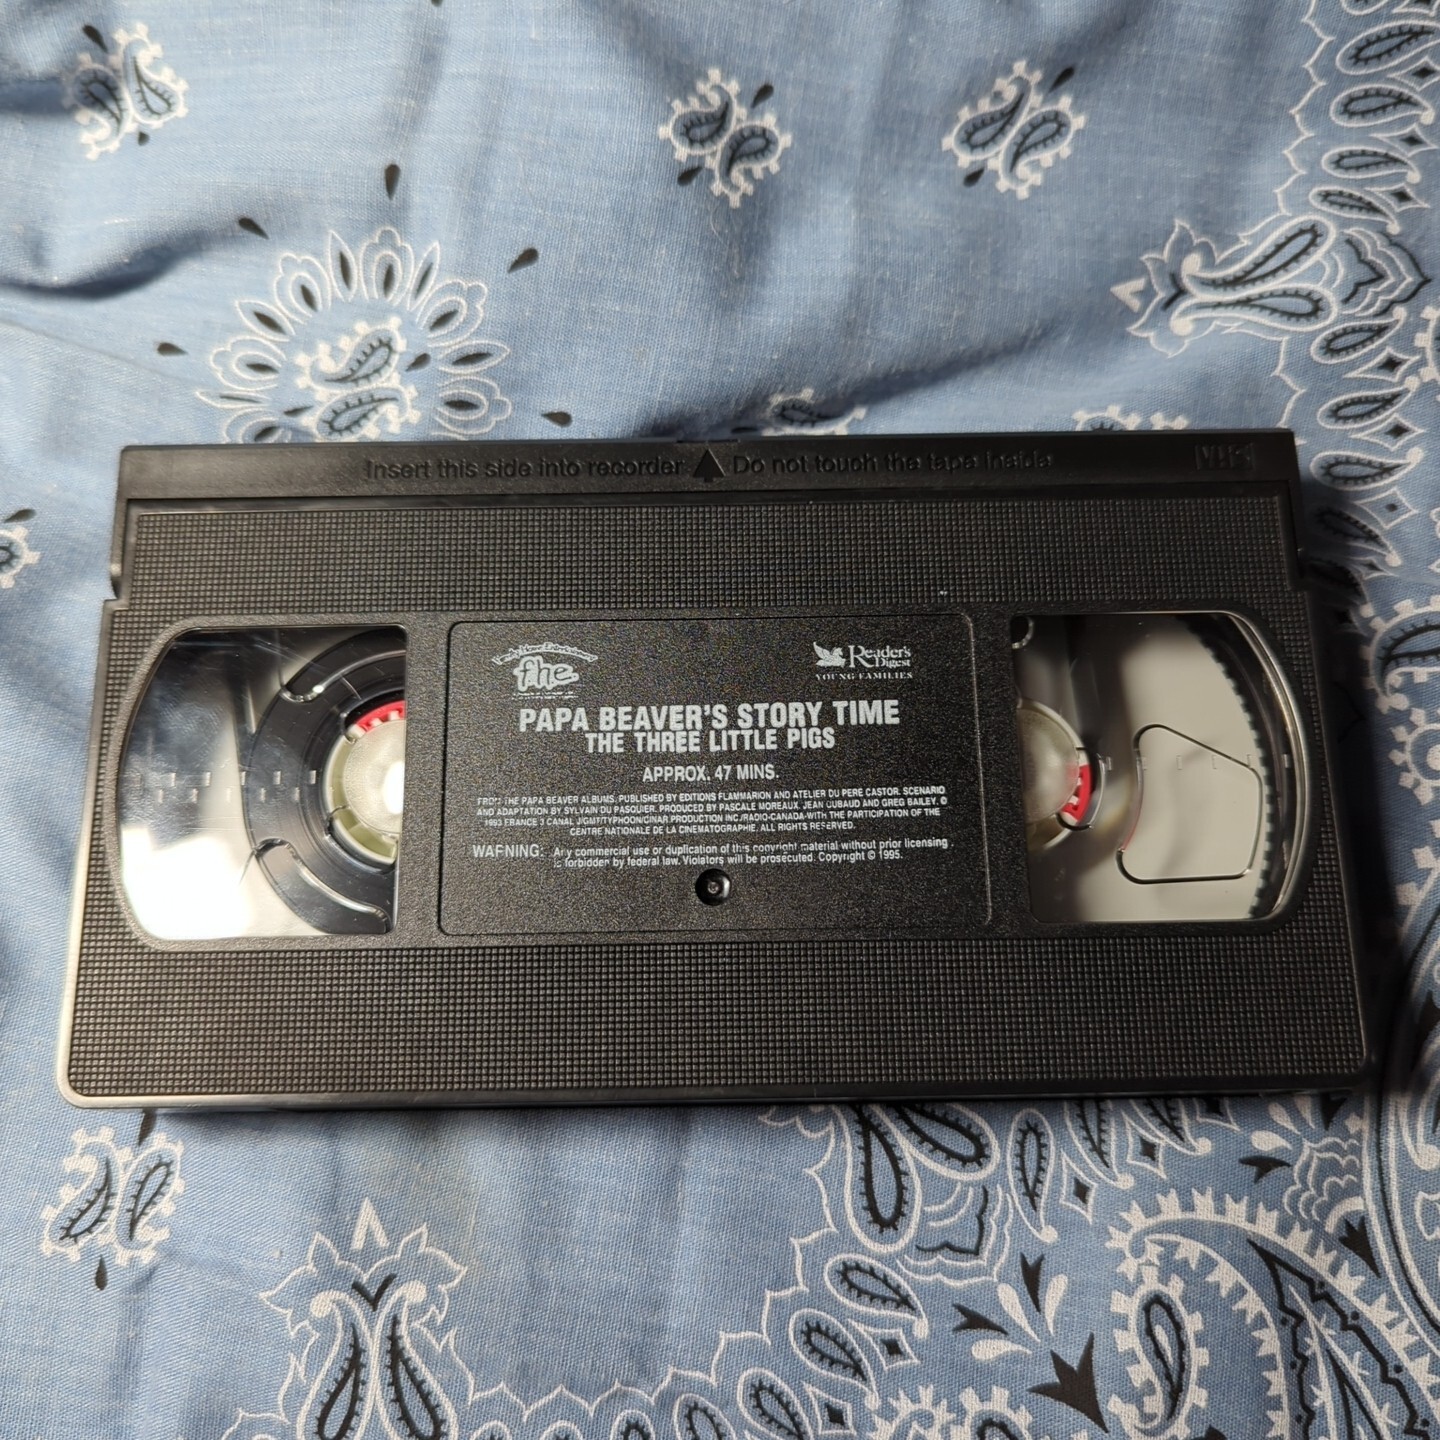 Insert this side into recorder ▲ Do not touch the tape inside
VHS
Family Home Entertainment
fhe
Reader's
Digest
YOUNG FAMILIES
PAPA BEAVER'S STORY TIME
THE THREE LITTLE PIGS
APPROX. 47 MINS.
FROM THE PAPA BEAVER ALBUMS, PUBLISHED BY EDITIONS FLAMMARION AND ATELIER DU PERE CASTOR. SCENARIO
AND ADAPTATION BY SYLVAIN DU PASQUIER. PRODUCED BY PASCALE MOREAUX, JEAN CUBAUD AND GREG BAILEY. ©
1993 FRANCE 3 CANAL J/GMT/TYPHOON/CINAR PRODUCTION INC./RADIO-CANADA-WITH THE PARTICIPATION OF THE
CENTRE NATIONALE DE LA CINEMATOGRAPHIE. ALL RIGHTS RESERVED.
WARNING: Any commercial use or duplication of this copyright material without prior licensing
is forbidden by federal law. Violators will be prosecuted. Copyright © 1995.